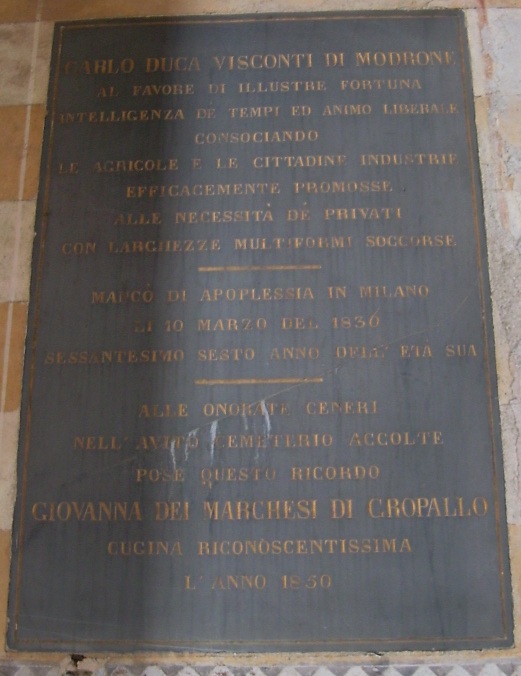 CARLO DUCA VISCONTI DI MODRONE
AL FAVORE DI ILLUSTRE FORTUNA
INTELLIGENZA DE TEMPI ED ANIMO LIBERALE
CONSOCIANDO
LE AGRICOLE E LE CITTADINE INDUSTRIE
EFFICACEMENTE PROMOSSE
ALLE NECESSITÀ DE PRIVATI
CON LARGHEZZE MULTIFORMI SOCCORSE
MANCÒ DI APOPLESSIA IN MILANO
LI 10 MARZO DEL 1836
SESSANTESIMO SESTO ANNO DELL' ETA SUA
ALLE ONORATE CENERI
NELL' AVITO CEMETERIO ACCOLTE
POSE QUESTO RICORDO
GIOVANNA DEI MARCHESI DI GROPALLO
CUGINA RICONOSCENTISSIMA
L' ANNO 1850